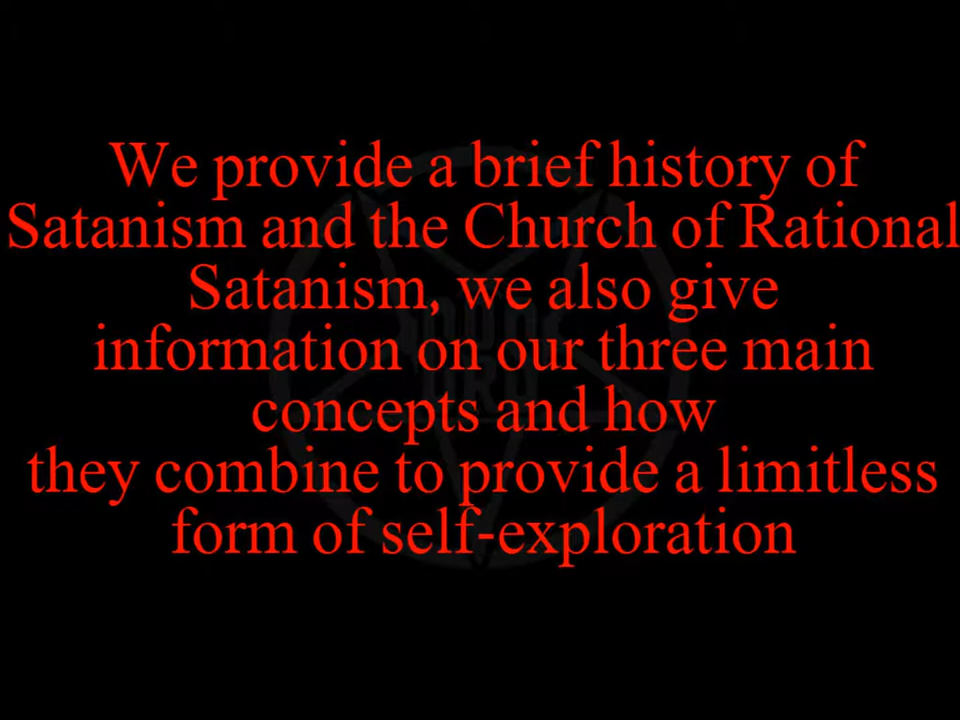 We provide a brief history of
Satanism and the Church of Rational
Satanism, we also give
information on our three main
concepts and how
they combine to provide a limitless
form of self-exploration